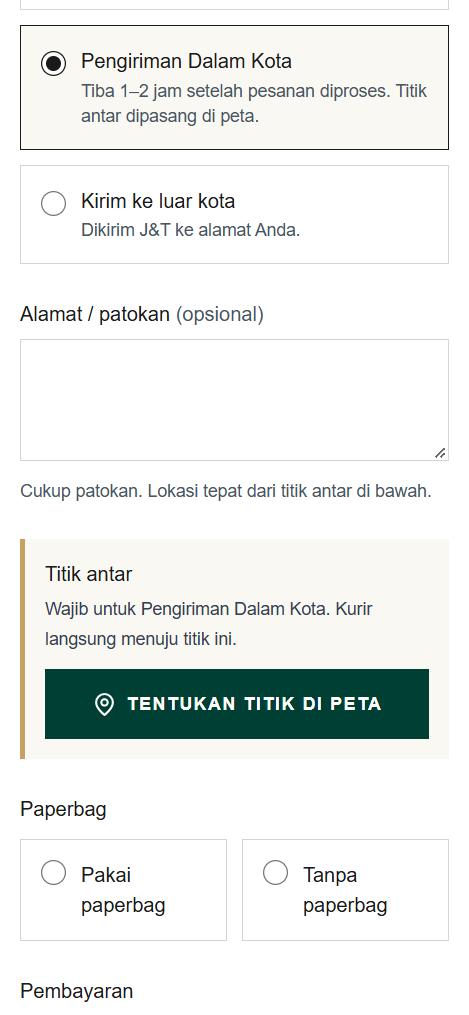 Pengiriman Dalam Kota
Tiba 1–2 jam setelah pesanan diproses. Titik
antar dipasang di peta.
Kirim ke luar kota
Dikirim J&T ke alamat Anda.
Alamat / patokan (opsional)
Cukup patokan. Lokasi tepat dari titik antar di bawah.
Titik antar
Wajib untuk Pengiriman Dalam Kota. Kurir
langsung menuju titik ini.
TENTUKAN TITIK DI PETA
Paperbag
Pakai
paperbag
Tanpa
paperbag
Pembayaran